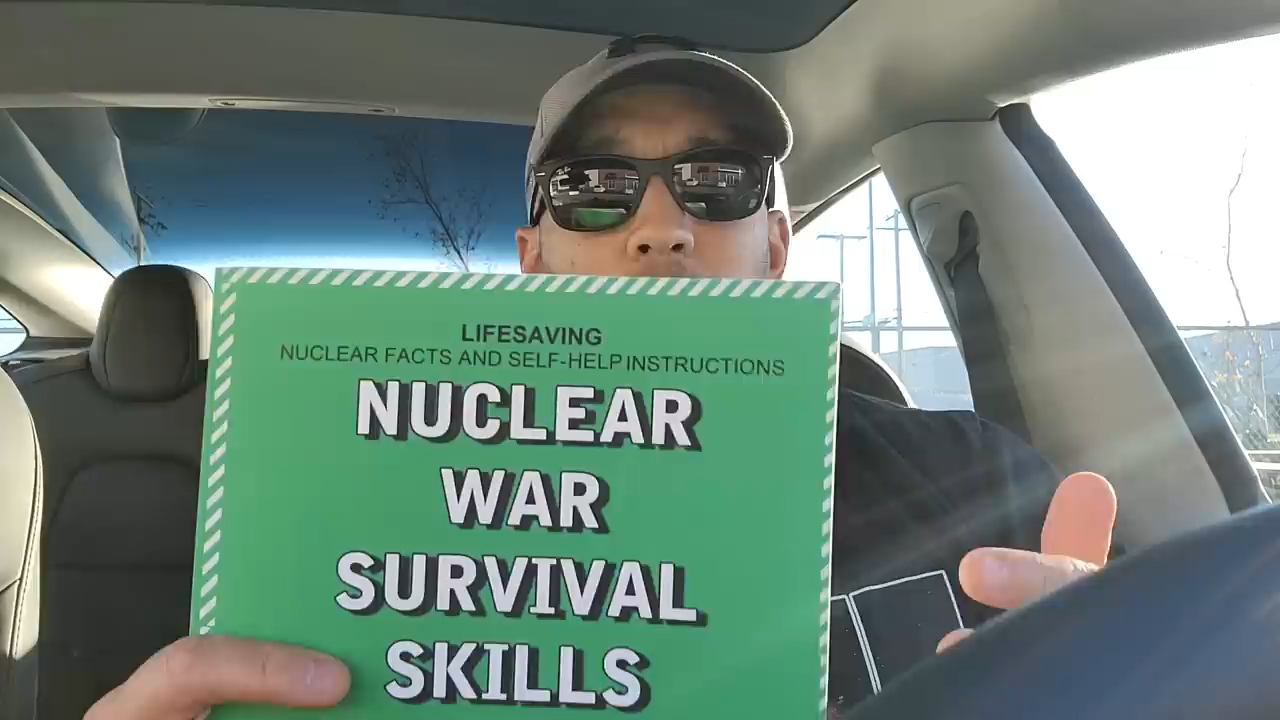 LIFESAVING
NUCLEAR FACTS AND SELF-HELP INSTRUCTIONS
NUCLEAR
WAR
SURVIVAL
SKILLS